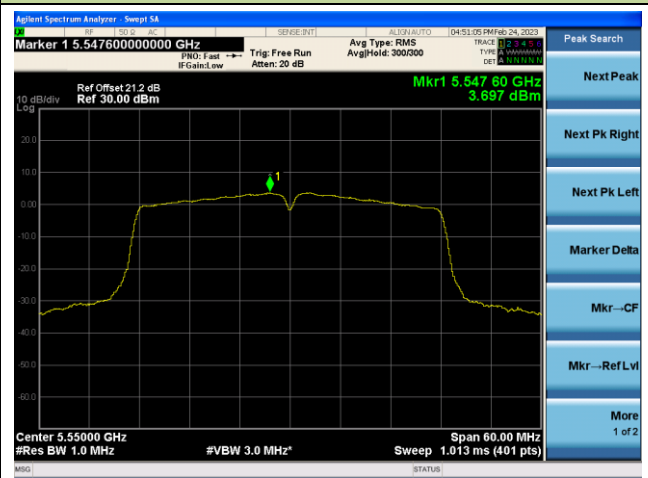 Agilent Spectrum Analyzer - Swept SA
RF 50 Ω AC SENSE:INT ALIGN AUTO 04:51:05 PM Feb 24, 2023
Marker 1 5.547600000000 GHz
PNO: Fast
IFGain:Low
Trig: Free Run
Atten: 20 dB
Avg Type: RMS
Avg|Hold: 300/300
TRACE 1 2 3 4 5 6
TYPE A WWWWW
DET A N N N N N
Peak Search
Mkr1 5.547 60 GHz
3.697 dBm
Ref Offset 21.2 dB
10 dB/div Ref 30.00 dBm
Log
20.0
10.0
0.00
-10.0
-20.0
-30.0
-40.0
-50.0
-60.0
1
Next Peak
Next Pk Right
Next Pk Left
Marker Delta
Mkr→CF
Mkr→Ref Lvl
More
1 of 2
Center 5.55000 GHz Span 60.00 MHz
#Res BW 1.0 MHz #VBW 3.0 MHz* Sweep 1.013 ms (401 pts)
MSG STATUS